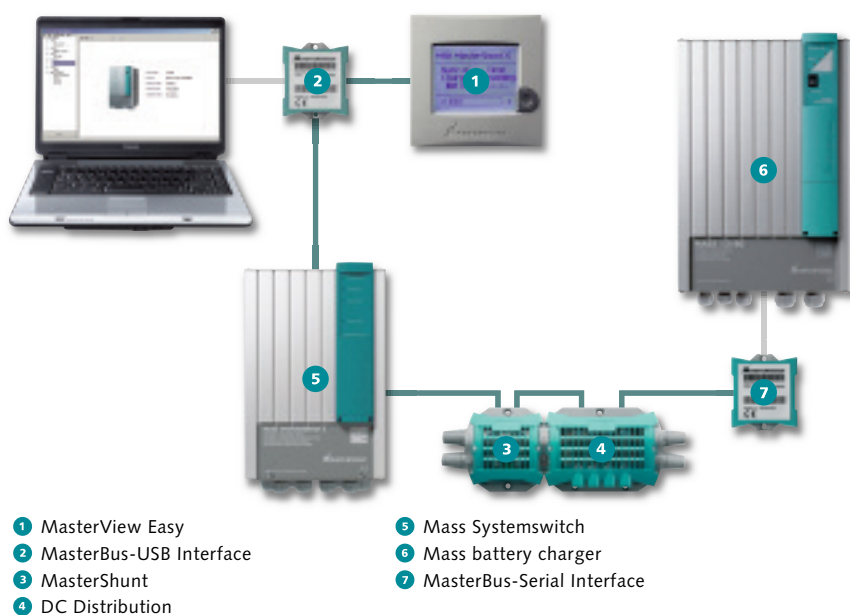 2
1
6
5
7
3
4
1 MasterView Easy
2 MasterBus-USB Interface
3 MasterShunt
4 DC Distribution
5 Mass Systemswitch
6 Mass battery charger
7 MasterBus-Serial Interface